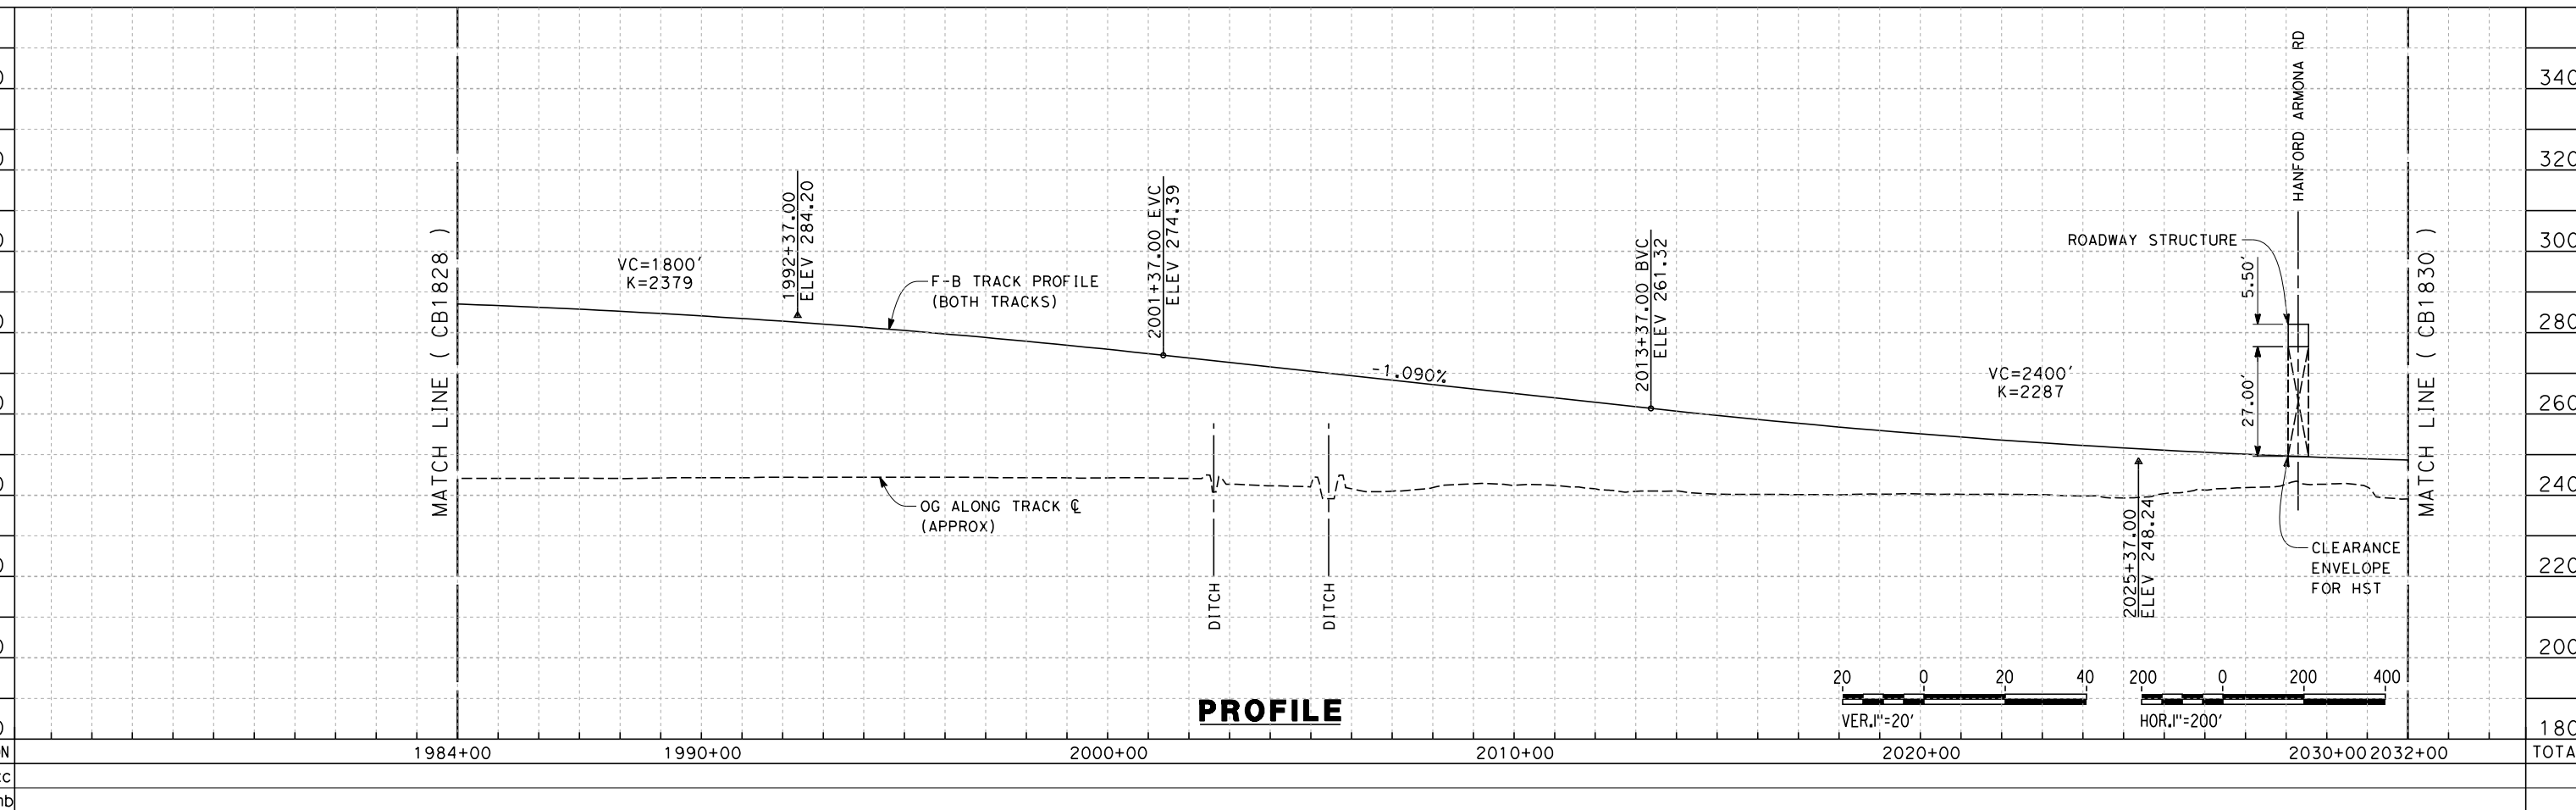 HANFORD ARMONA RD
340
320
300
280
260
240
220
200
180
MATCH LINE ( CB1828 )
VC=1800'
K=2379
1992+37.00
ELEV 284.20
F-B TRACK PROFILE
(BOTH TRACKS)
2001+37.00 EVC
ELEV 274.39
-1.090%
2013+37.00 BVC
ELEV 261.32
VC=2400'
K=2287
ROADWAY STRUCTURE
5.50'
27.00'
MATCH LINE ( CB1830 )
OG ALONG TRACK ℄
(APPROX)
DITCH
DITCH
2025+37.00
ELEV 248.24
CLEARANCE
ENVELOPE
FOR HST
PROFILE
20 0 20 40
VER.1"=20'
200 0 200 400
HOR.1"=200'
1984+00 1990+00 2000+00 2010+00 2020+00 2030+00 2032+00